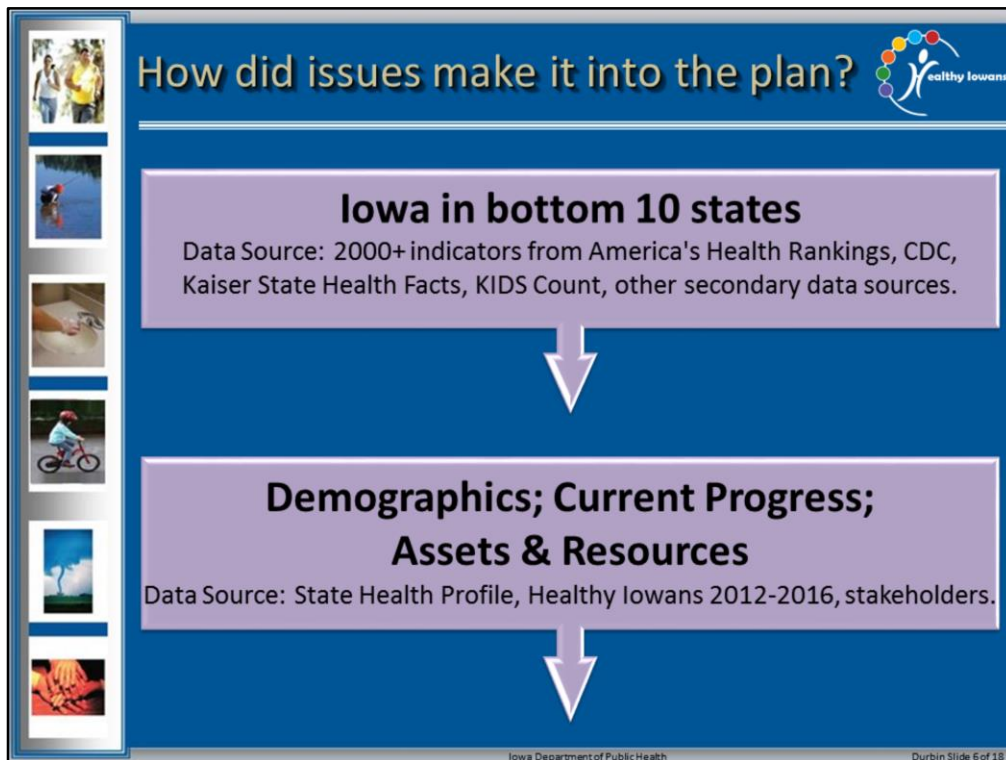 How did issues make it into the plan?
Healthy Iowans
Iowa in bottom 10 states
Data Source: 2000+ indicators from America's Health Rankings, CDC,
Kaiser State Health Facts, KIDS Count, other secondary data sources.
Demographics; Current Progress;
Assets & Resources
Data Source: State Health Profile, Healthy Iowans 2012-2016, stakeholders.
Iowa Department of Public Health
Durbin Slide 6 of 18